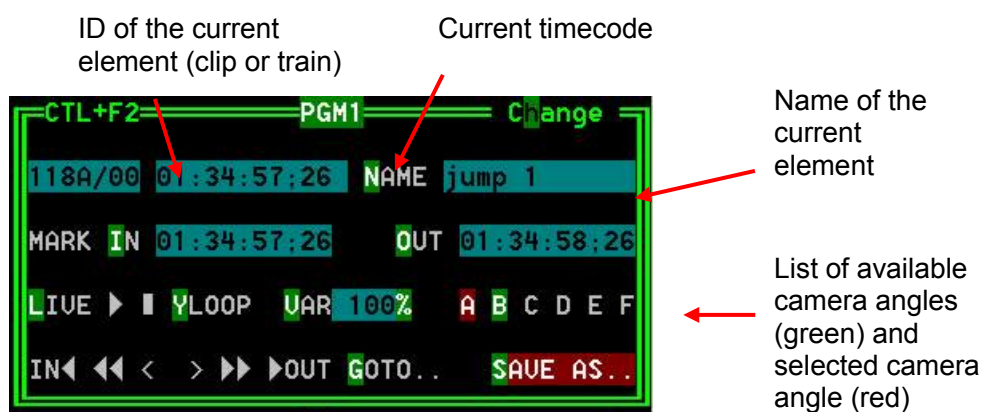 ID of the current
element (clip or train)
Current timecode
CTL+F2 PGM1 Change
118A/00 01:34:57;26 NAME jump 1
MARK IN 01:34:57;26 OUT 01:34:58;26
LIVE ▶ ■ YLOOP VAR 100% A B C D E F
IN◀ ◀◀ < > ▶▶ ▶OUT GOTO.. SAVE AS..
Name of the
current
element
List of available
camera angles
(green) and
selected camera
angle (red)